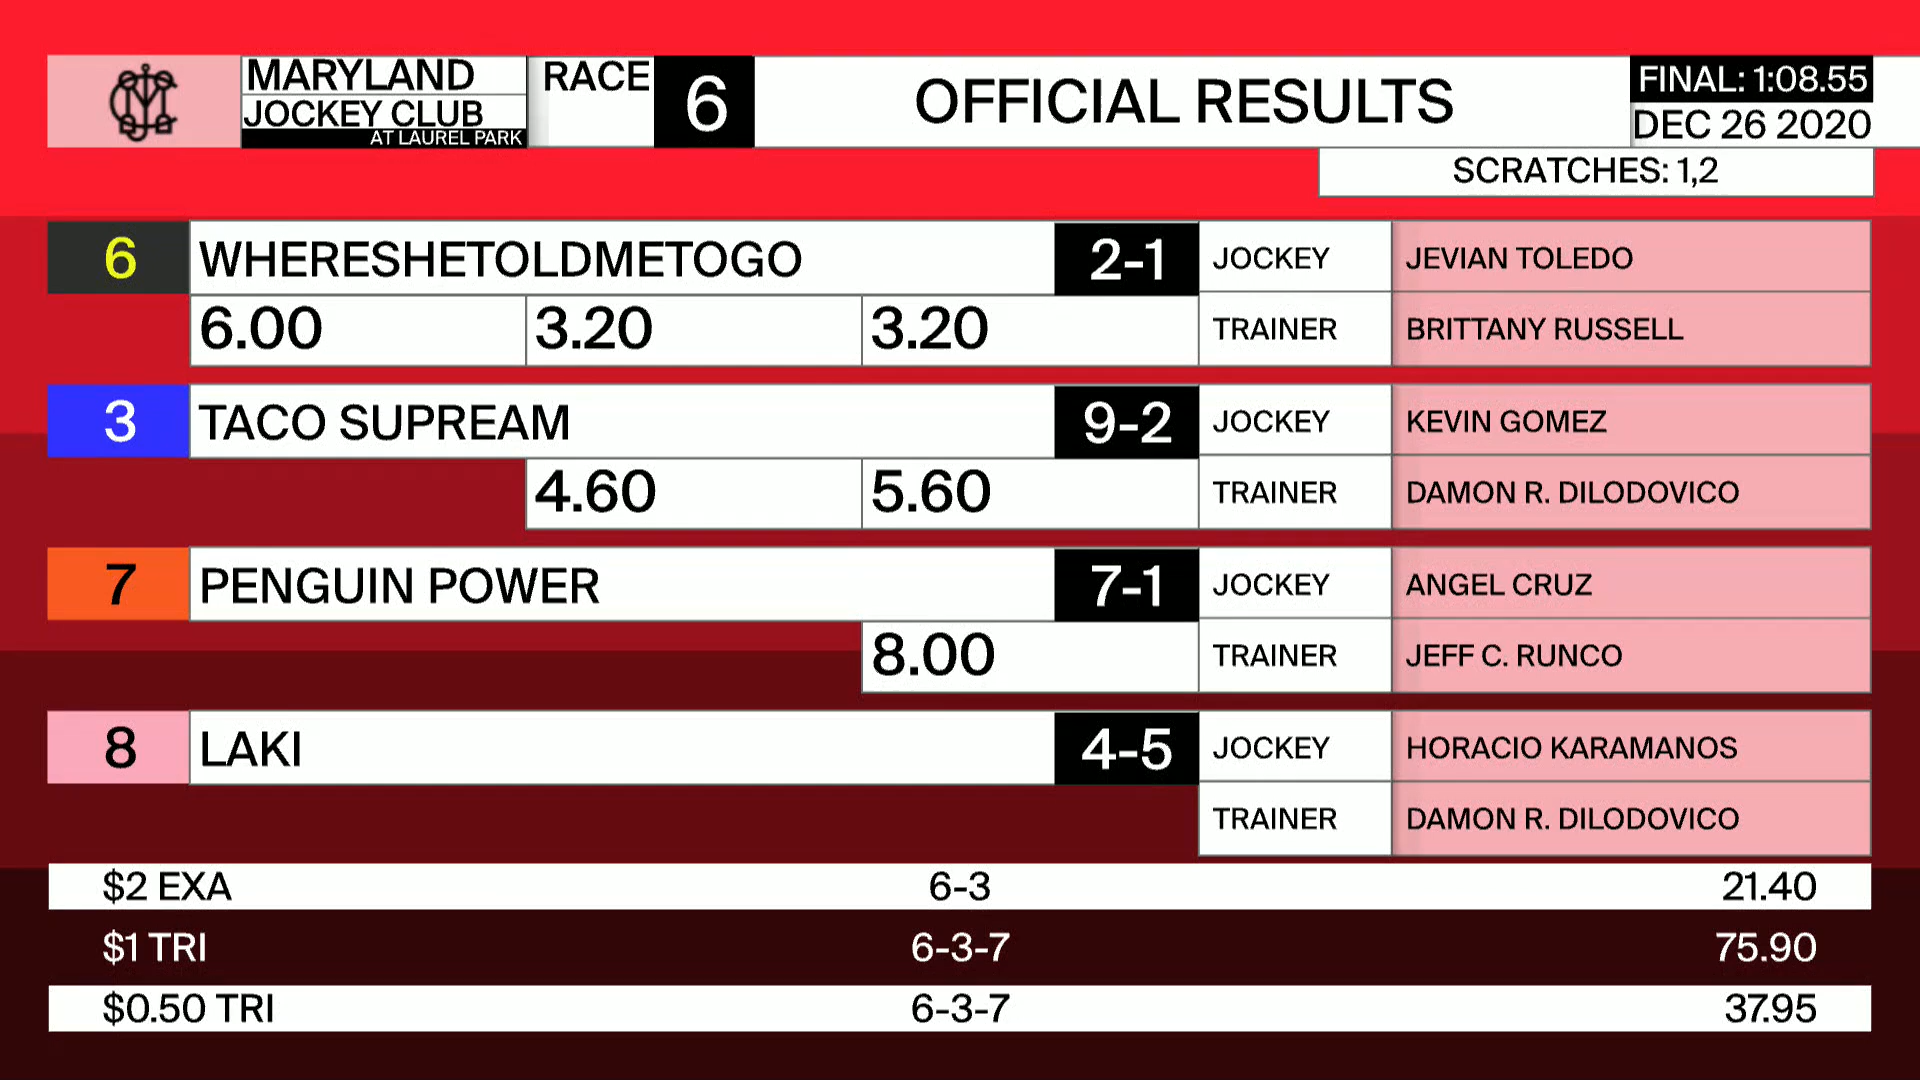 MARYLAND
JOCKEY CLUB
AT LAUREL PARK
RACE 6
OFFICIAL RESULTS
FINAL: 1:08.55
DEC 26 2020
SCRATCHES: 1,2
6 WHERESHETOLDMETOGO 2-1 JOCKEY JEVIAN TOLEDO
6.00 3.20 3.20 TRAINER BRITTANY RUSSELL
3 TACO SUPREAM 9-2 JOCKEY KEVIN GOMEZ
4.60 5.60 TRAINER DAMON R. DILODOVICO
7 PENGUIN POWER 7-1 JOCKEY ANGEL CRUZ
8.00 TRAINER JEFF C. RUNCO
8 LAKI 4-5 JOCKEY HORACIO KARAMANOS
TRAINER DAMON R. DILODOVICO
$2 EXA 6-3 21.40
$1 TRI 6-3-7 75.90
$0.50 TRI 6-3-7 37.95